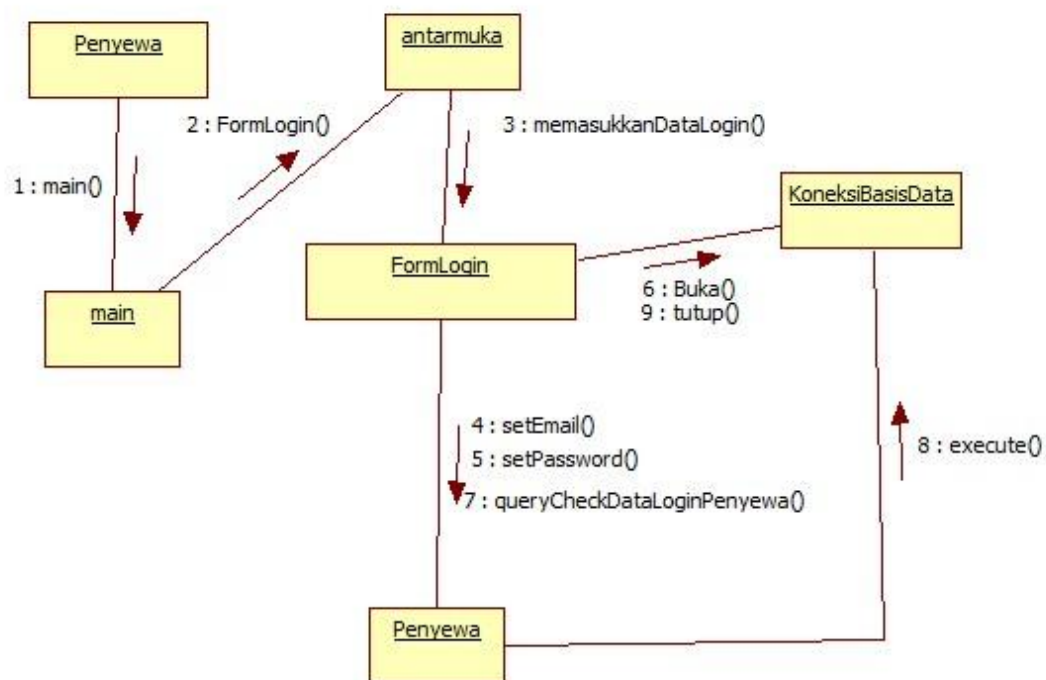 Penyewa
antarmuka
2 : FormLogin()
3 : memasukkanDataLogin()
1 : main()
KoneksiBasisData
FormLogin
6 : Buka()
9 : tutup()
main
4 : setEmail()
5 : setPassword()
8 : execute()
7 : queryCheckDataLoginPenyewa()
Penyewa